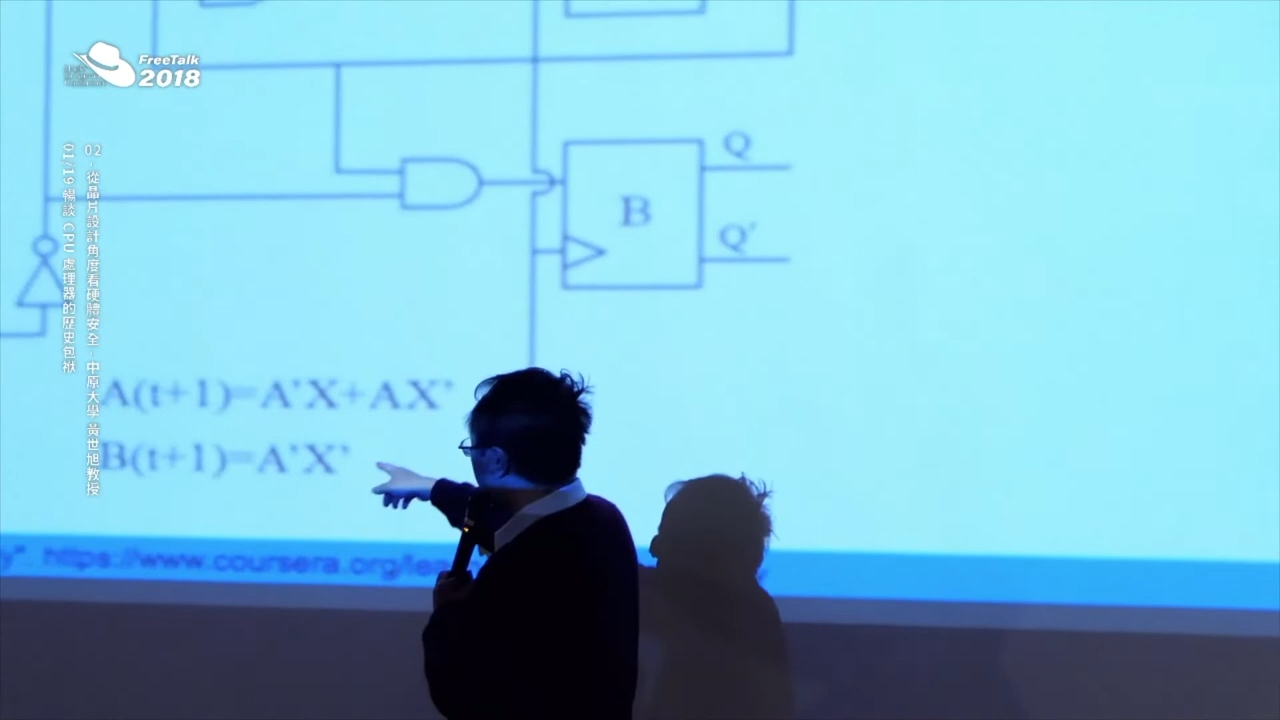 FreeTalk
2018
02 - 從晶片設計角度看硬體安全 - 中原大學 黃世旭教授
01/19 暢談 CPU 處理器的歷史包袱
Q
B
Q'
A(t+1)=A'X+AX'
B(t+1)=A'X'
y". https://www.coursera.org/lea